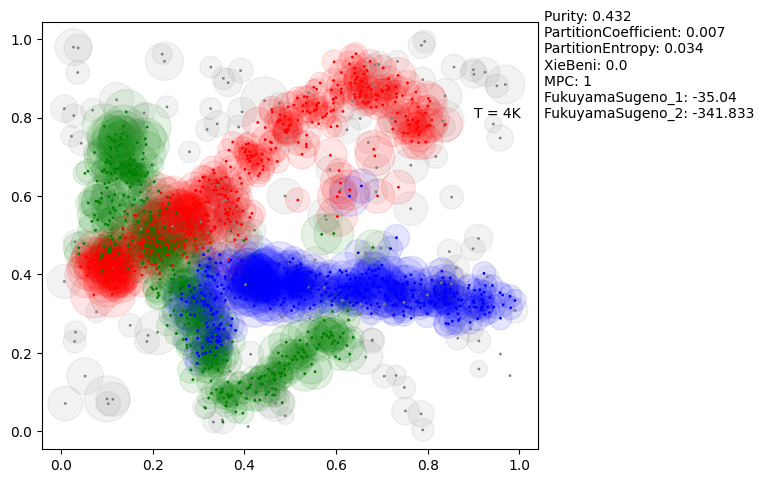 Purity: 0.432
PartitionCoefficient: 0.007
PartitionEntropy: 0.034
XieBeni: 0.0
MPC: 1
FukuyamaSugeno_1: -35.04
FukuyamaSugeno_2: -341.833
T = 4K
1.0
0.8
0.6
0.4
0.2
0.0
0.0 0.2 0.4 0.6 0.8 1.0